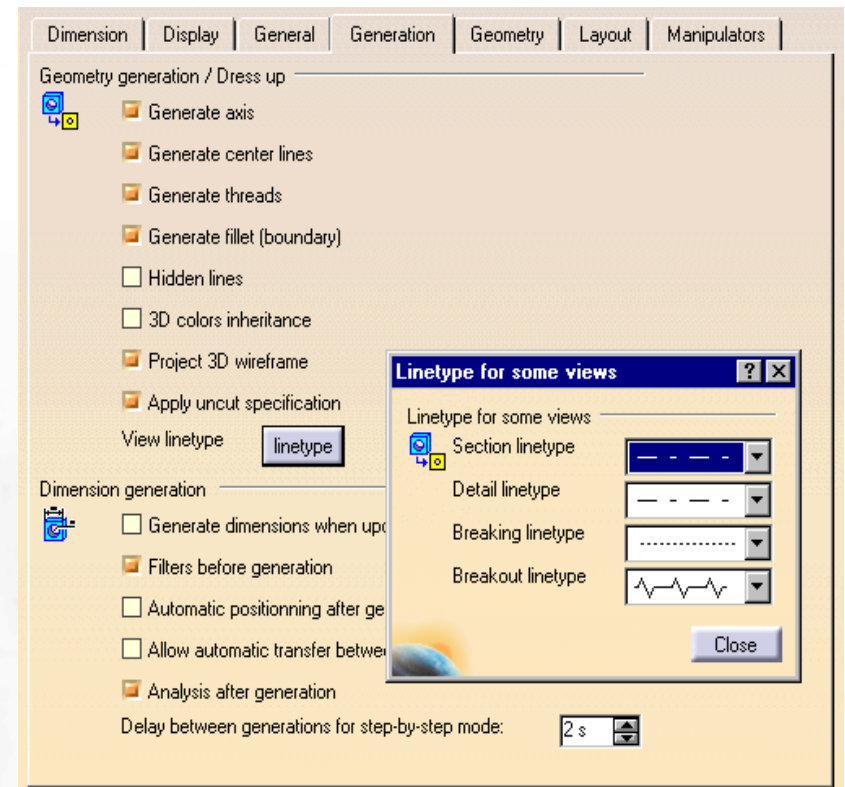 Dimension Display General Generation Geometry Layout Manipulators
Geometry generation / Dress up
Generate axis
Generate center lines
Generate threads
Generate fillet (boundary)
Hidden lines
3D colors inheritance
Project 3D wireframe
Apply uncut specification
View linetype linetype
Dimension generation
Generate dimensions when
Filters before generation
Automatic positionning after
Allow automatic transfer
Analysis after generation
Delay between generations for step-by-step mode: 2 s
Linetype for some views
Linetype for some views
Section linetype
Detail linetype
Breaking linetype
Breakout linetype
Close